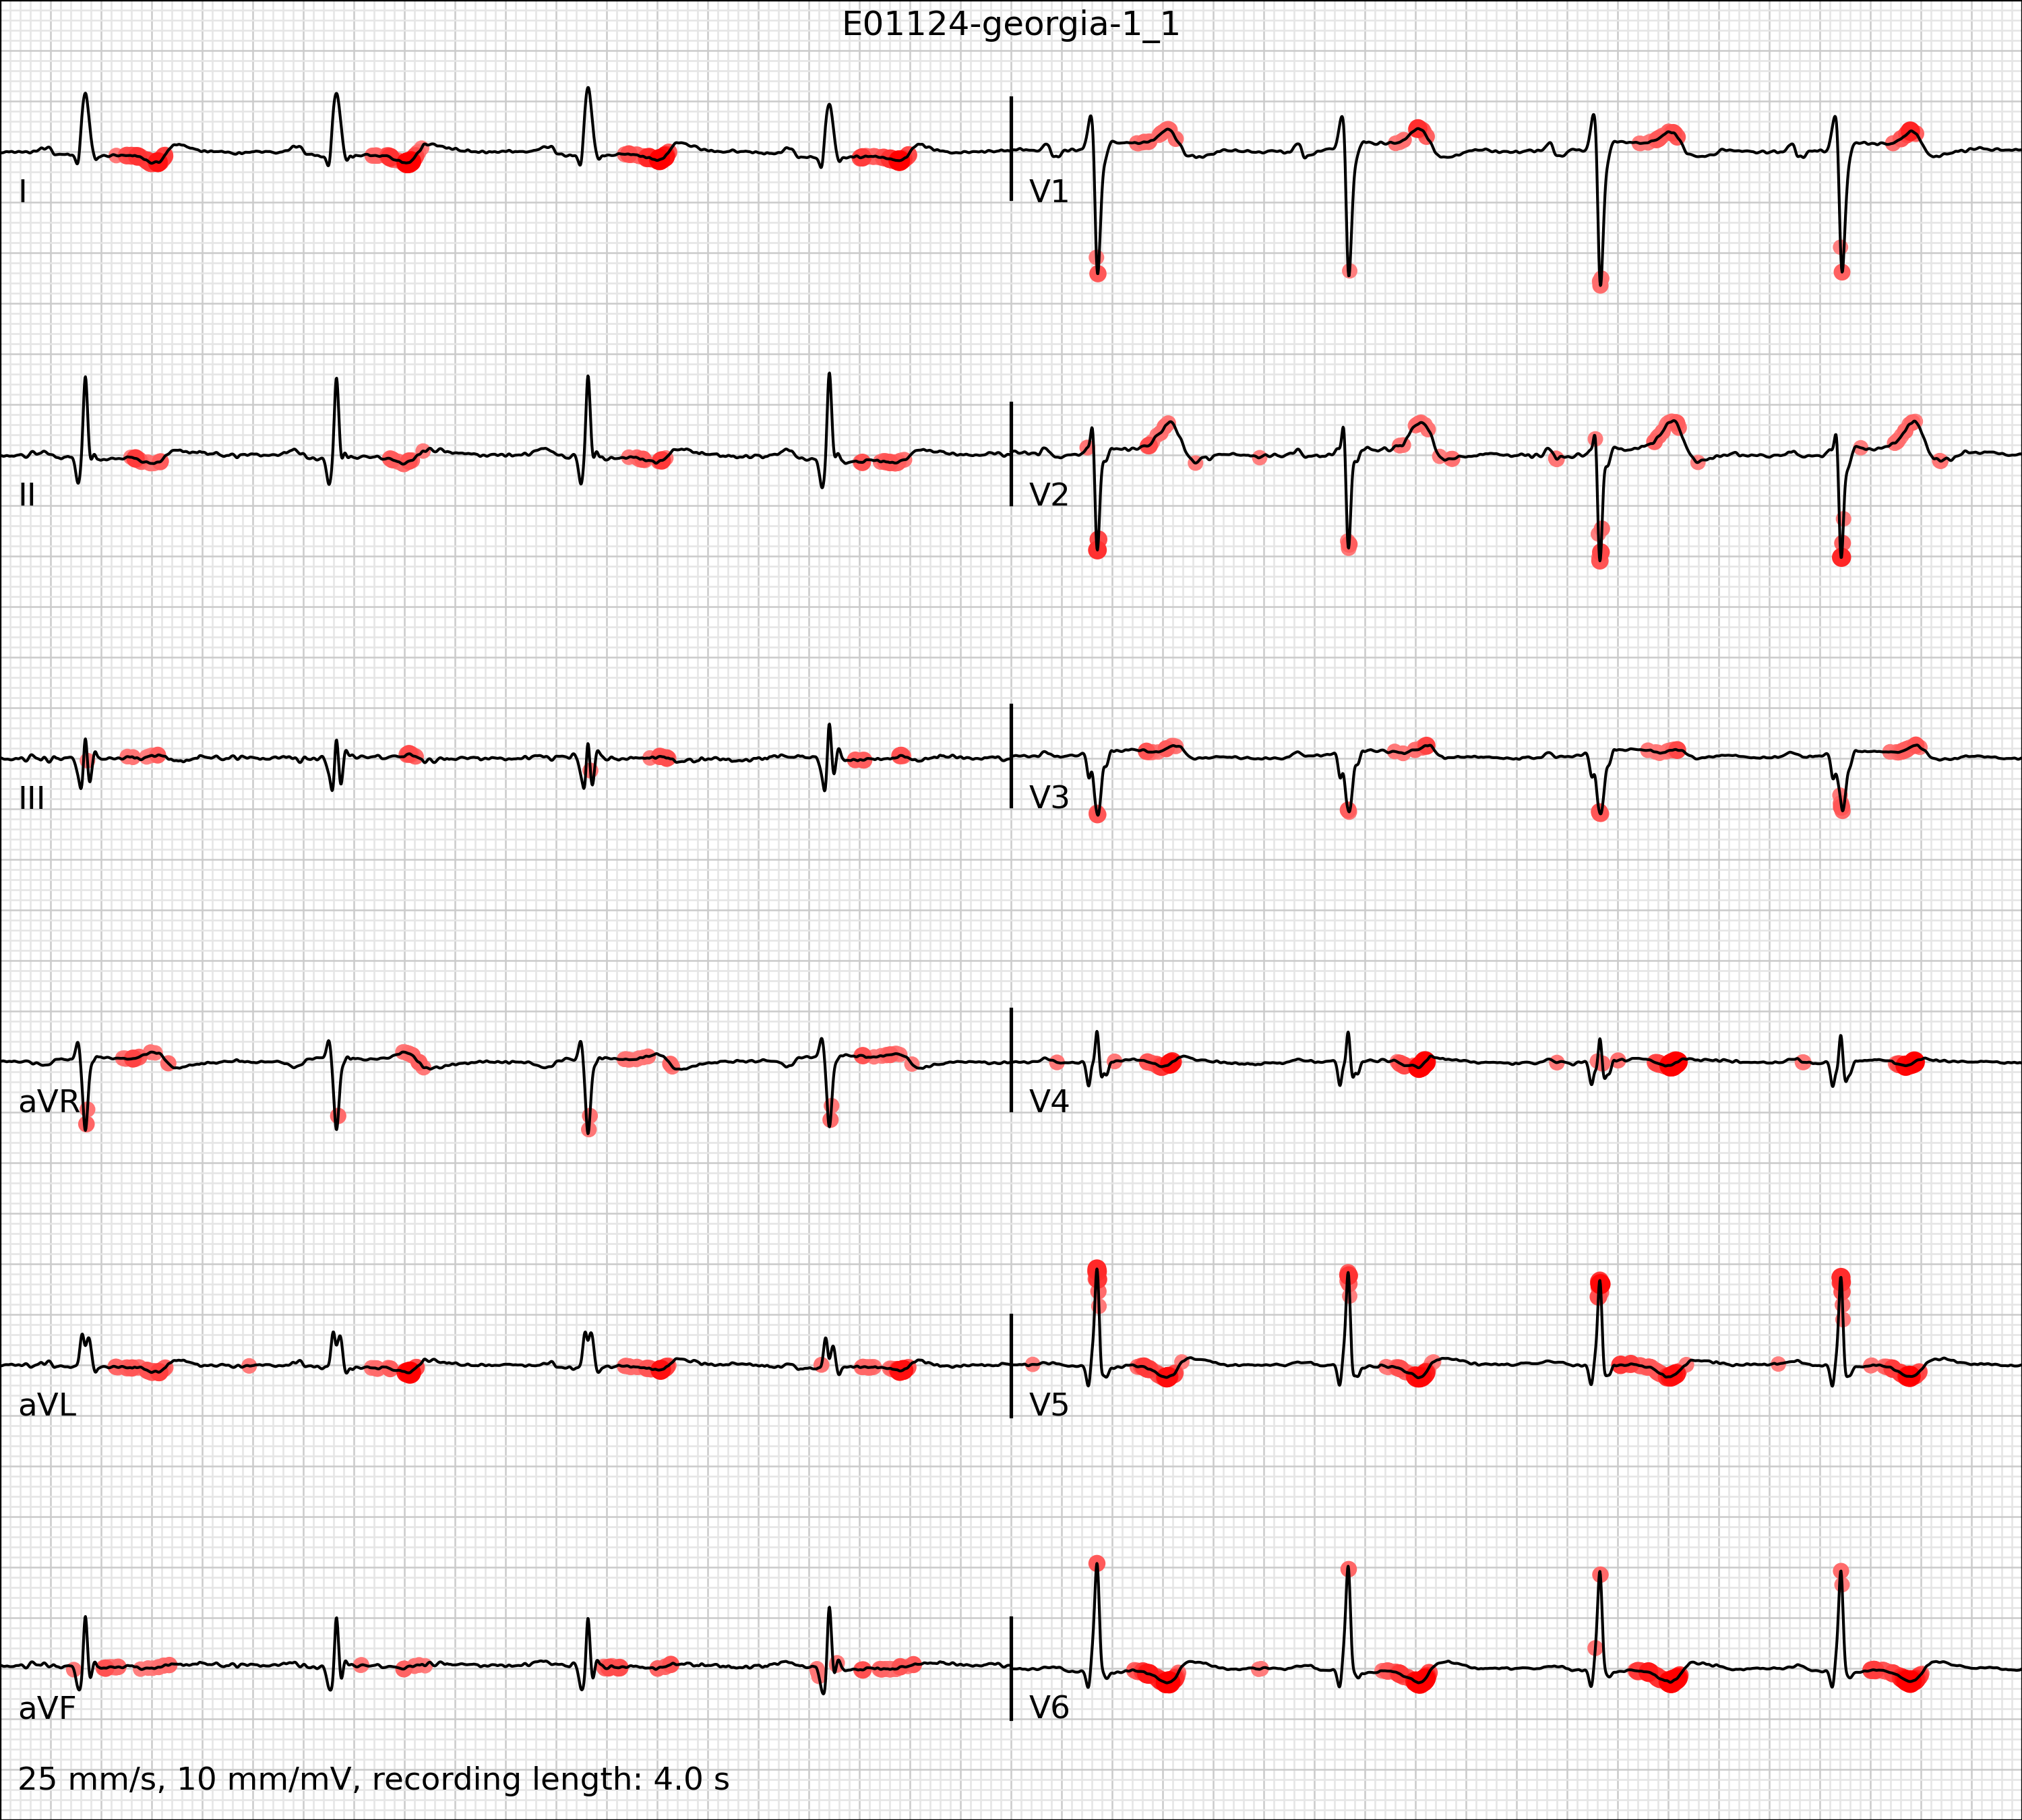 E01124-georgia-1_1
I
V1
II
V2
III
V3
aVR
V4
aVL
V5
aVF
V6
25 mm/s, 10 mm/mV, recording length: 4.0 s